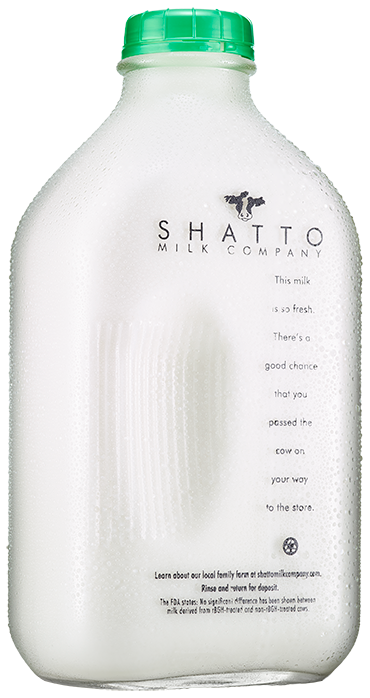 SHATTO
MILK COMPANY
This milk
is so fresh.
There's a
good chance
that you
passed the
cow on
your way
to the store.
Learn about our local family farm at shattomilkcompany.com.
Rinse and return for deposit.
The FDA states: No significant difference has been shown between
milk derived from rBGH-treated and non-rBGH-treated cows.